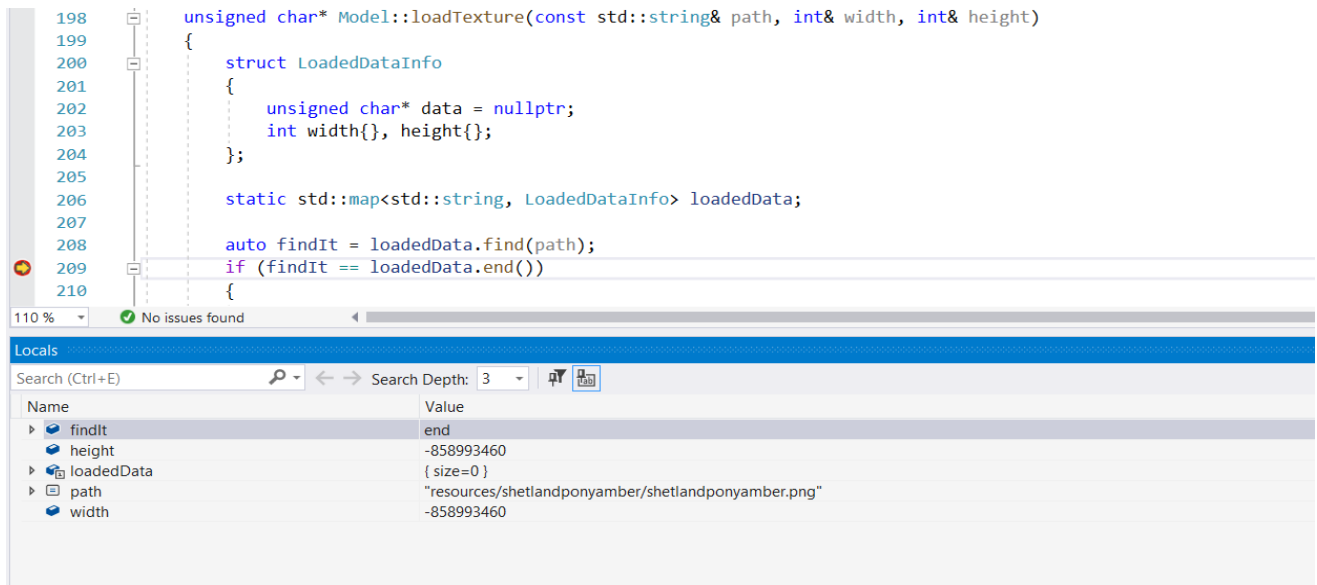 198 unsigned char* Model::loadTexture(const std::string& path, int& width, int& height)
199 {
200 struct LoadedDataInfo
201 {
202 unsigned char* data = nullptr;
203 int width{}, height{};
204 };
205
206 static std::map<std::string, LoadedDataInfo> loadedData;
207
208 auto findIt = loadedData.find(path);
209 if (findIt == loadedData.end())
210 {
110 % No issues found
Locals
Search (Ctrl+E) Search Depth: 3
Name Value
findIt end
height -858993460
loadedData { size=0 }
path "resources/shetlandponyamber/shetlandponyamber.png"
width -858993460